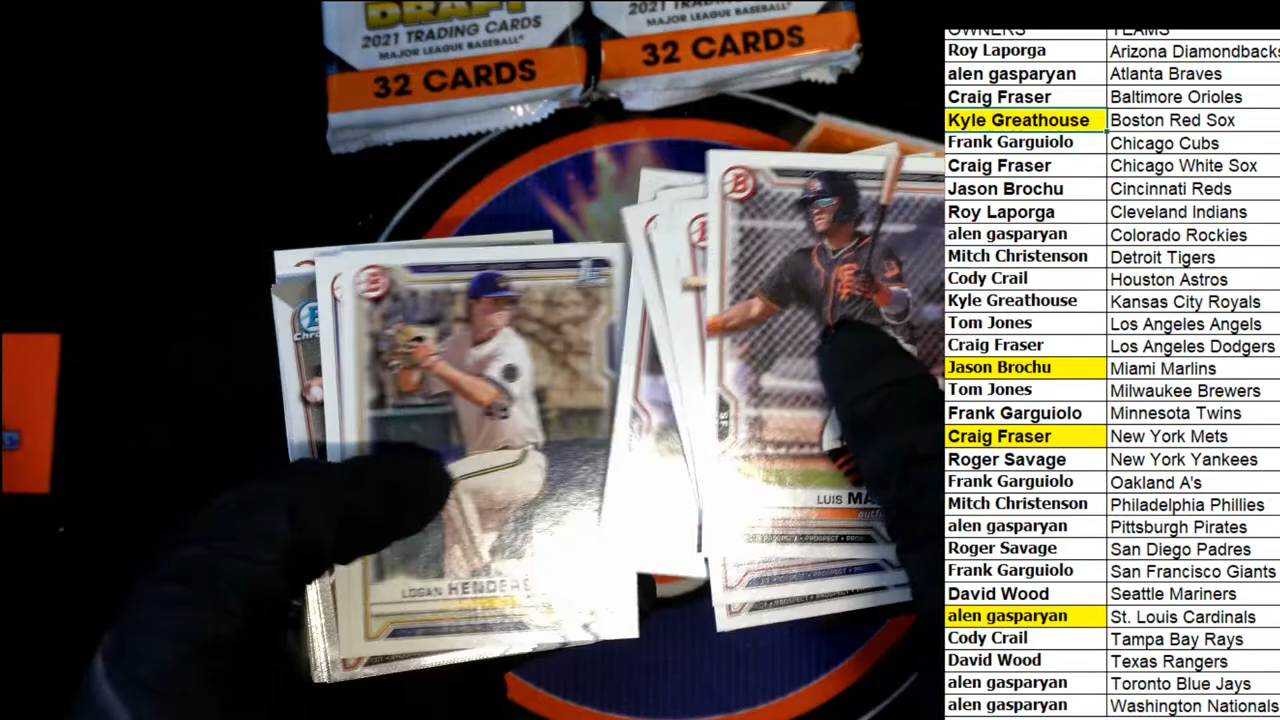 DRAFT
2021 TRADING CARDS
MAJOR LEAGUE BASEBALL
32 CARDS
2021 TRADING CARDS
MAJOR LEAGUE BASEBALL
32 CARDS
LOGAN
LUIS
OWNERS TEAMS
Roy Laporga Arizona Diamondbacks
alen gasparyan Atlanta Braves
Craig Fraser Baltimore Orioles
Kyle Greathouse Boston Red Sox
Frank Garguiolo Chicago Cubs
Craig Fraser Chicago White Sox
Jason Brochu Cincinnati Reds
Roy Laporga Cleveland Indians
alen gasparyan Colorado Rockies
Mitch Christenson Detroit Tigers
Cody Crail Houston Astros
Kyle Greathouse Kansas City Royals
Tom Jones Los Angeles Angels
Craig Fraser Los Angeles Dodgers
Jason Brochu Miami Marlins
Tom Jones Milwaukee Brewers
Frank Garguiolo Minnesota Twins
Craig Fraser New York Mets
Roger Savage New York Yankees
Frank Garguiolo Oakland A's
Mitch Christenson Philadelphia Phillies
alen gasparyan Pittsburgh Pirates
Roger Savage San Diego Padres
Frank Garguiolo San Francisco Giants
David Wood Seattle Mariners
alen gasparyan St. Louis Cardinals
Cody Crail Tampa Bay Rays
David Wood Texas Rangers
alen gasparyan Toronto Blue Jays
alen gasparyan Washington Nationals